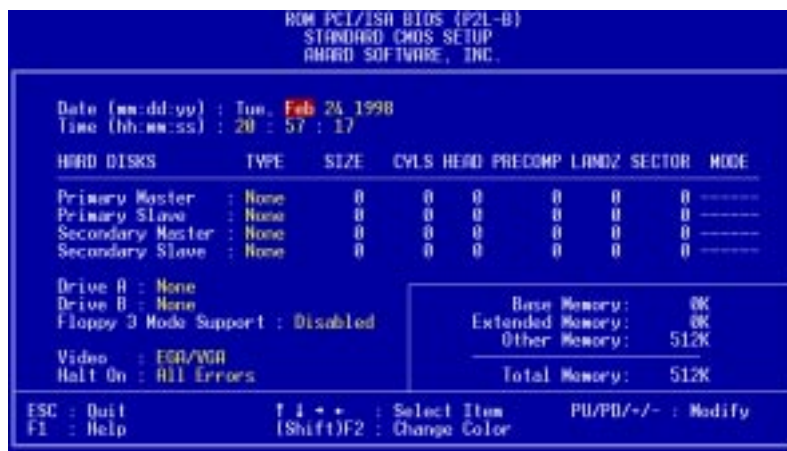 ROM PCI/ISA BIOS (P2L-B)
STANDARD CMOS SETUP
AWARD SOFTWARE, INC.
Date (mm:dd:yy) : Tue, Feb 24 1998
Time (hh:mm:ss) : 20 : 57 : 17
HARD DISKS TYPE SIZE CYLS HEAD PRECOMP LANDZ SECTOR MODE
Primary Master : None 0 0 0 0 0 0 ------
Primary Slave : None 0 0 0 0 0 0 ------
Secondary Master : None 0 0 0 0 0 0 ------
Secondary Slave : None 0 0 0 0 0 0 ------
Drive A : None
Drive B : None
Floppy 3 Mode Support : Disabled
Video : EGA/VGA
Halt On : All Errors
Base Memory: 0K
Extended Memory: 0K
Other Memory: 512K
Total Memory: 512K
ESC : Quit ↑ ↓ → ← : Select Item PU/PD/+/- : Modify
F1 : Help (Shift)F2 : Change Color